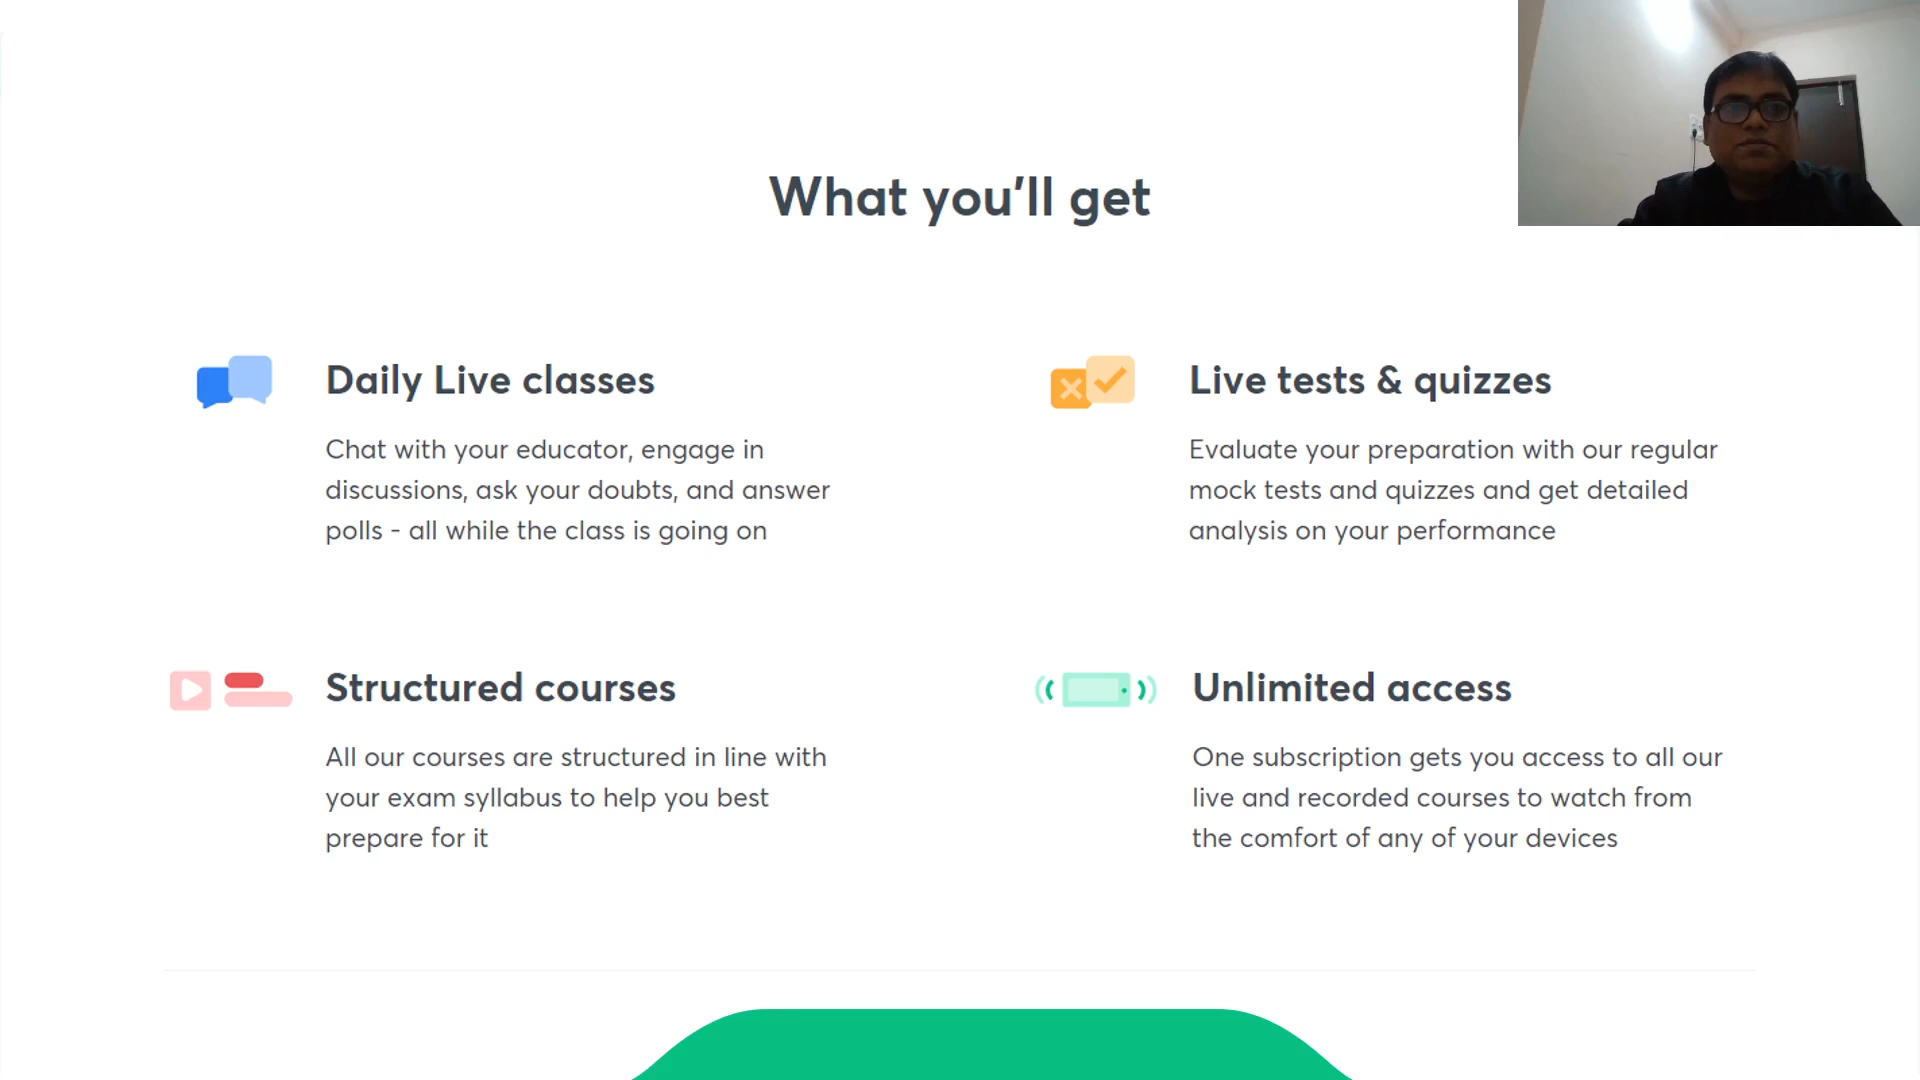 What you'll get
Daily Live classes
Chat with your educator, engage in
discussions, ask your doubts, and answer
polls - all while the class is going on
Live tests & quizzes
Evaluate your preparation with our regular
mock tests and quizzes and get detailed
analysis on your performance
Structured courses
All our courses are structured in line with
your exam syllabus to help you best
prepare for it
Unlimited access
One subscription gets you access to all our
live and recorded courses to watch from
the comfort of any of your devices